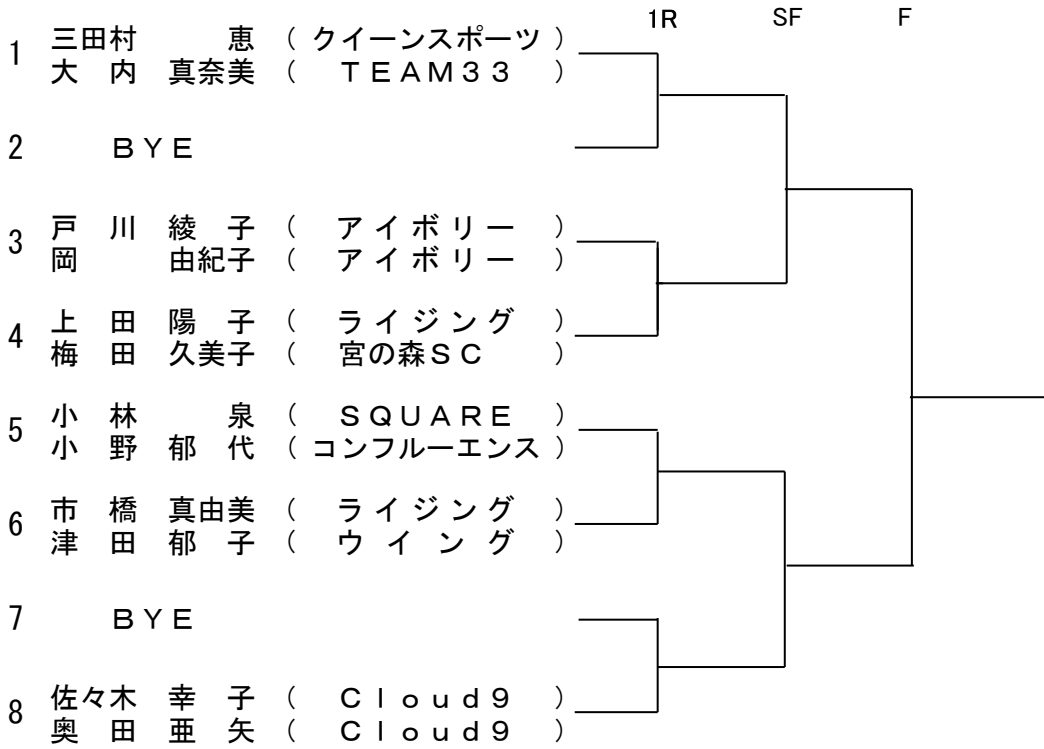 1R SF F
1 三田村 恵 ( クイーンスポーツ )
大 内 真奈美 ( TEAM33 )
2 BYE
3 戸 川 綾 子 ( アイボリー )
岡 由紀子 ( アイボリー )
4 上 田 陽 子 ( ライジング )
梅 田 久美子 ( 宮の森SC )
5 小 林 泉 ( SQUARE )
小 野 郁 代 ( コンフルーエンス )
6 市 橋 真由美 ( ライジング )
津 田 郁 子 ( ウイング )
7 BYE
8 佐々木 幸 子 ( Cloud9 )
奥 田 亜 矢 ( Cloud9 )